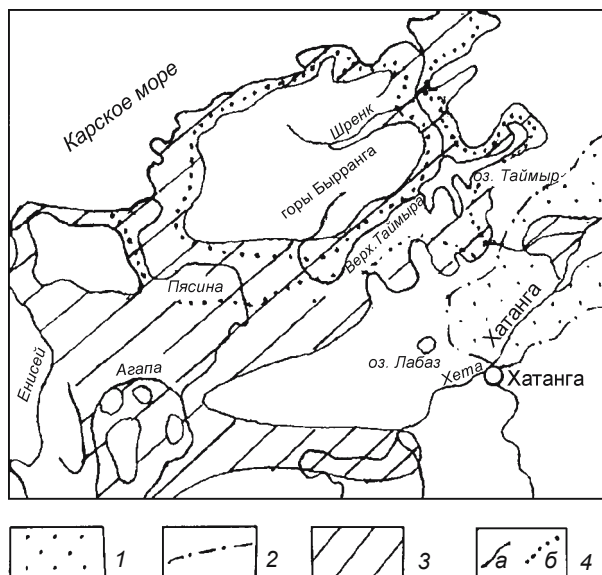 Карское море
Шренк
оз. Таймыр
горы Бырранга
Верх. Таймыра
Пясина
Хатанга
Енисей
Агапа
оз. Лабаз
Хета
Хатанга
1 2 3 а б 4